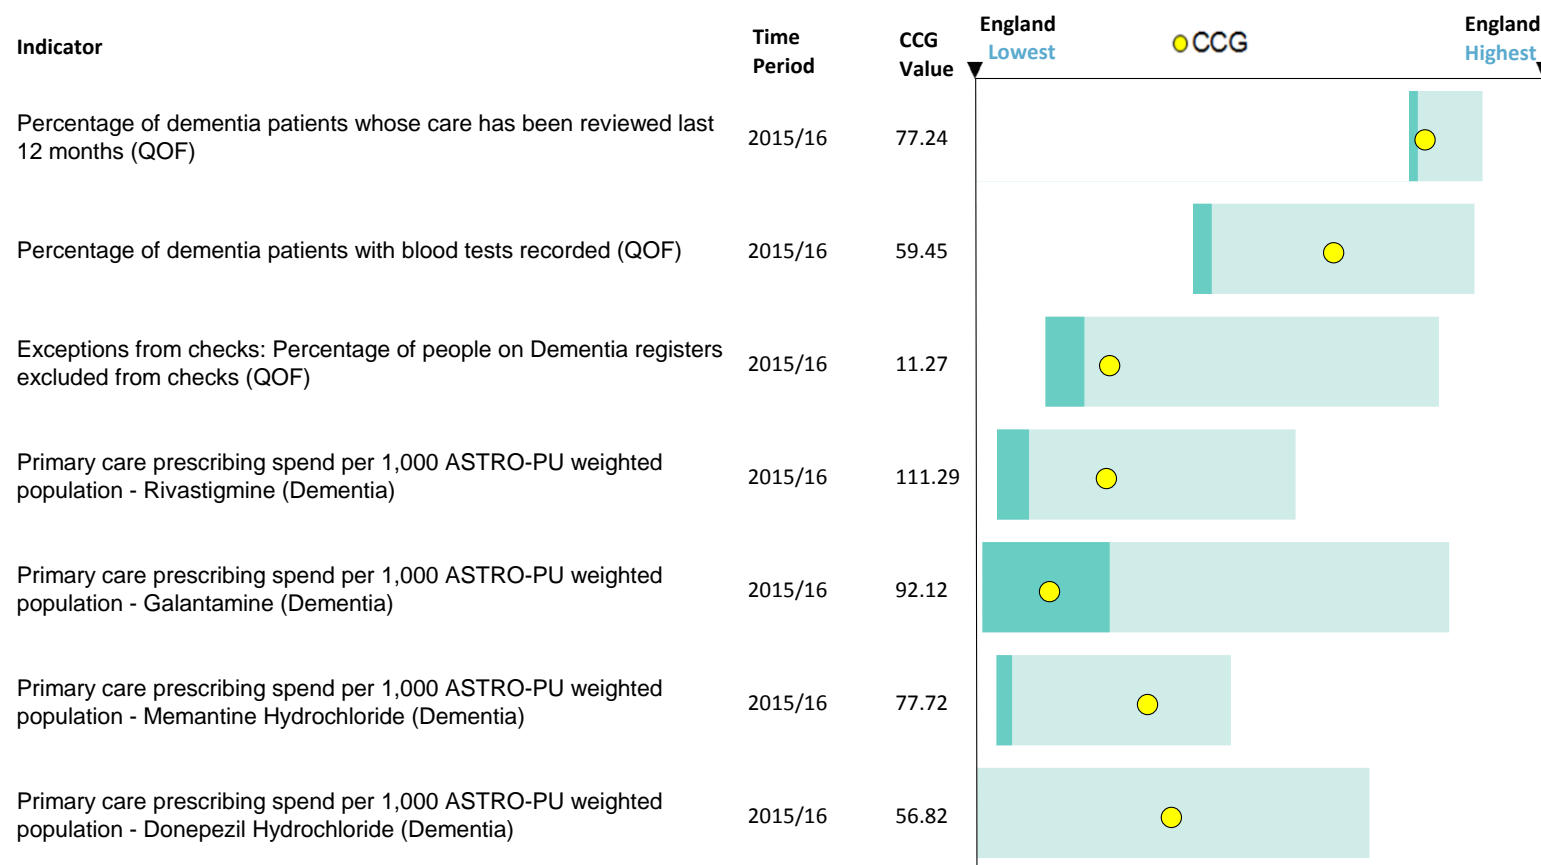 Indicator
Time
Period
CCG
Value
England
Lowest
CCG
England
Highest
Percentage of dementia patients whose care has been reviewed last
12 months (QOF)
2015/16
77.24
Percentage of dementia patients with blood tests recorded (QOF)
2015/16
59.45
Exceptions from checks: Percentage of people on Dementia registers
excluded from checks (QOF)
2015/16
11.27
Primary care prescribing spend per 1,000 ASTRO-PU weighted
population - Rivastigmine (Dementia)
2015/16
111.29
Primary care prescribing spend per 1,000 ASTRO-PU weighted
population - Galantamine (Dementia)
2015/16
92.12
Primary care prescribing spend per 1,000 ASTRO-PU weighted
population - Memantine Hydrochloride (Dementia)
2015/16
77.72
Primary care prescribing spend per 1,000 ASTRO-PU weighted
population - Donepezil Hydrochloride (Dementia)
2015/16
56.82